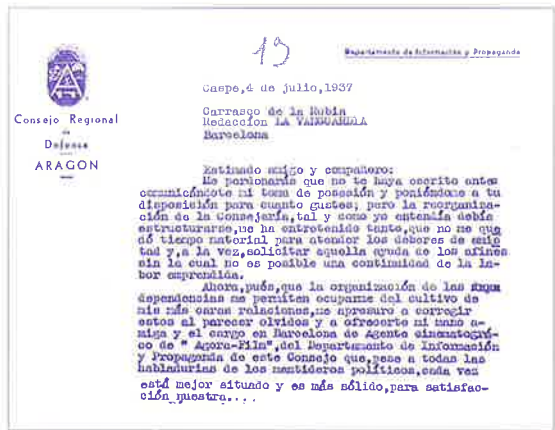 19
Departamento de Información y Propaganda
Consejo Regional
de
Defensa
ARAGON
Caspe,4 de julio,1937
Carrasco de la Rubia
Redacción LA VANGUARDIA
Barcelona
Estimado amigo y compañero:
Me perdonarás que no te haya escrito antes
comunicándote mi toma de posesión y poniéndome a tu
disposición para cuanto gustes; pero la reorganiza-
ción de la Consejería,tal y como yo entendía debía
estructurarse,me ha entretenido tanto,que no me que
dó tiempo material para atender los deberes de amis
tad y,a la vez,solicitar aquella ayuda de los afines
sin la cual no es posible una continuidad de la la-
bor emprendida.
Ahora,pués,que la organización de las
dependencias me permiten ocuparme del cultivo de
mis más caras relaciones,me apresuro a corregir
estos al parecer olvidos y a ofrecerte mi mano a-
miga y el cargo en Barcelona de Agente cinematográ-
fico de " Agora-Film",del Departamento de Información
y Propaganda de este Consejo que,pese a todas las
habladurías de los mentideros políticos,cada vez
está mejor situado y es más sólido,para satisfac-
ción nuestra....